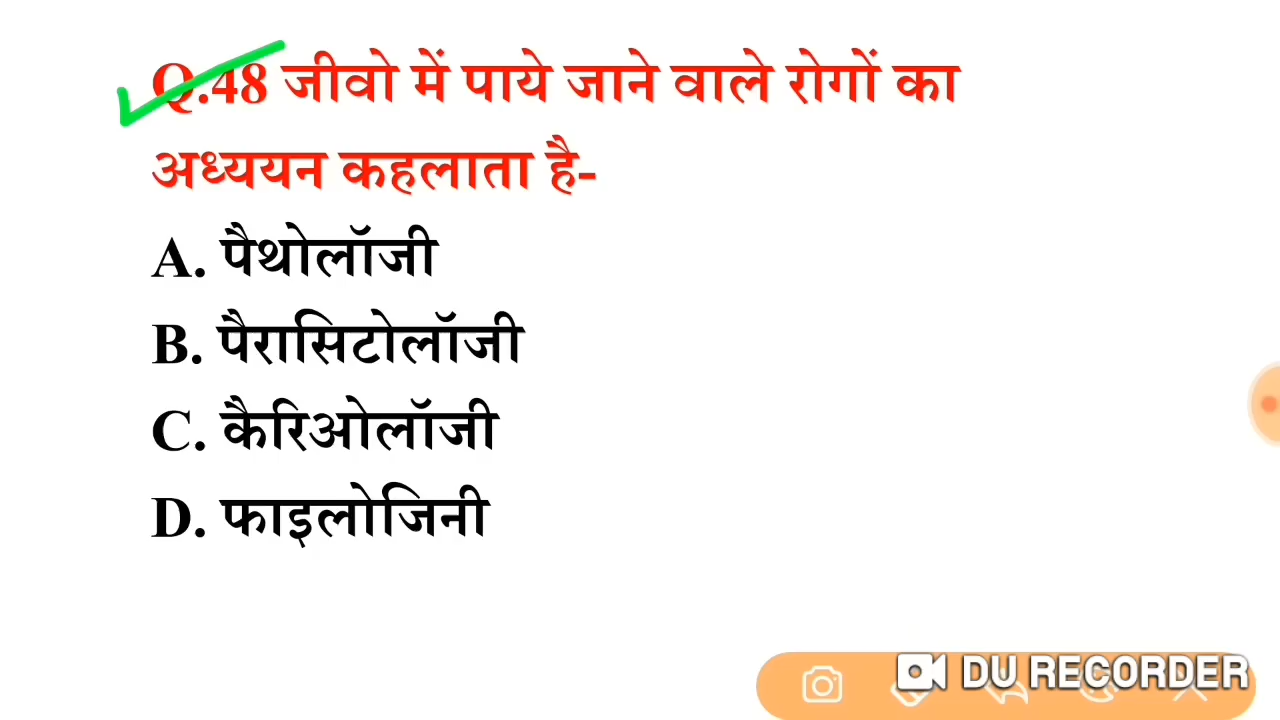 Q.48 जीवो में पाये जाने वाले रोगों का
अध्ययन कहलाता है-
A. पैथोलॉजी
B. पैरासिटोलॉजी
C. कैरिओलॉजी
D. फाइलोजिनी
DU RECORDER